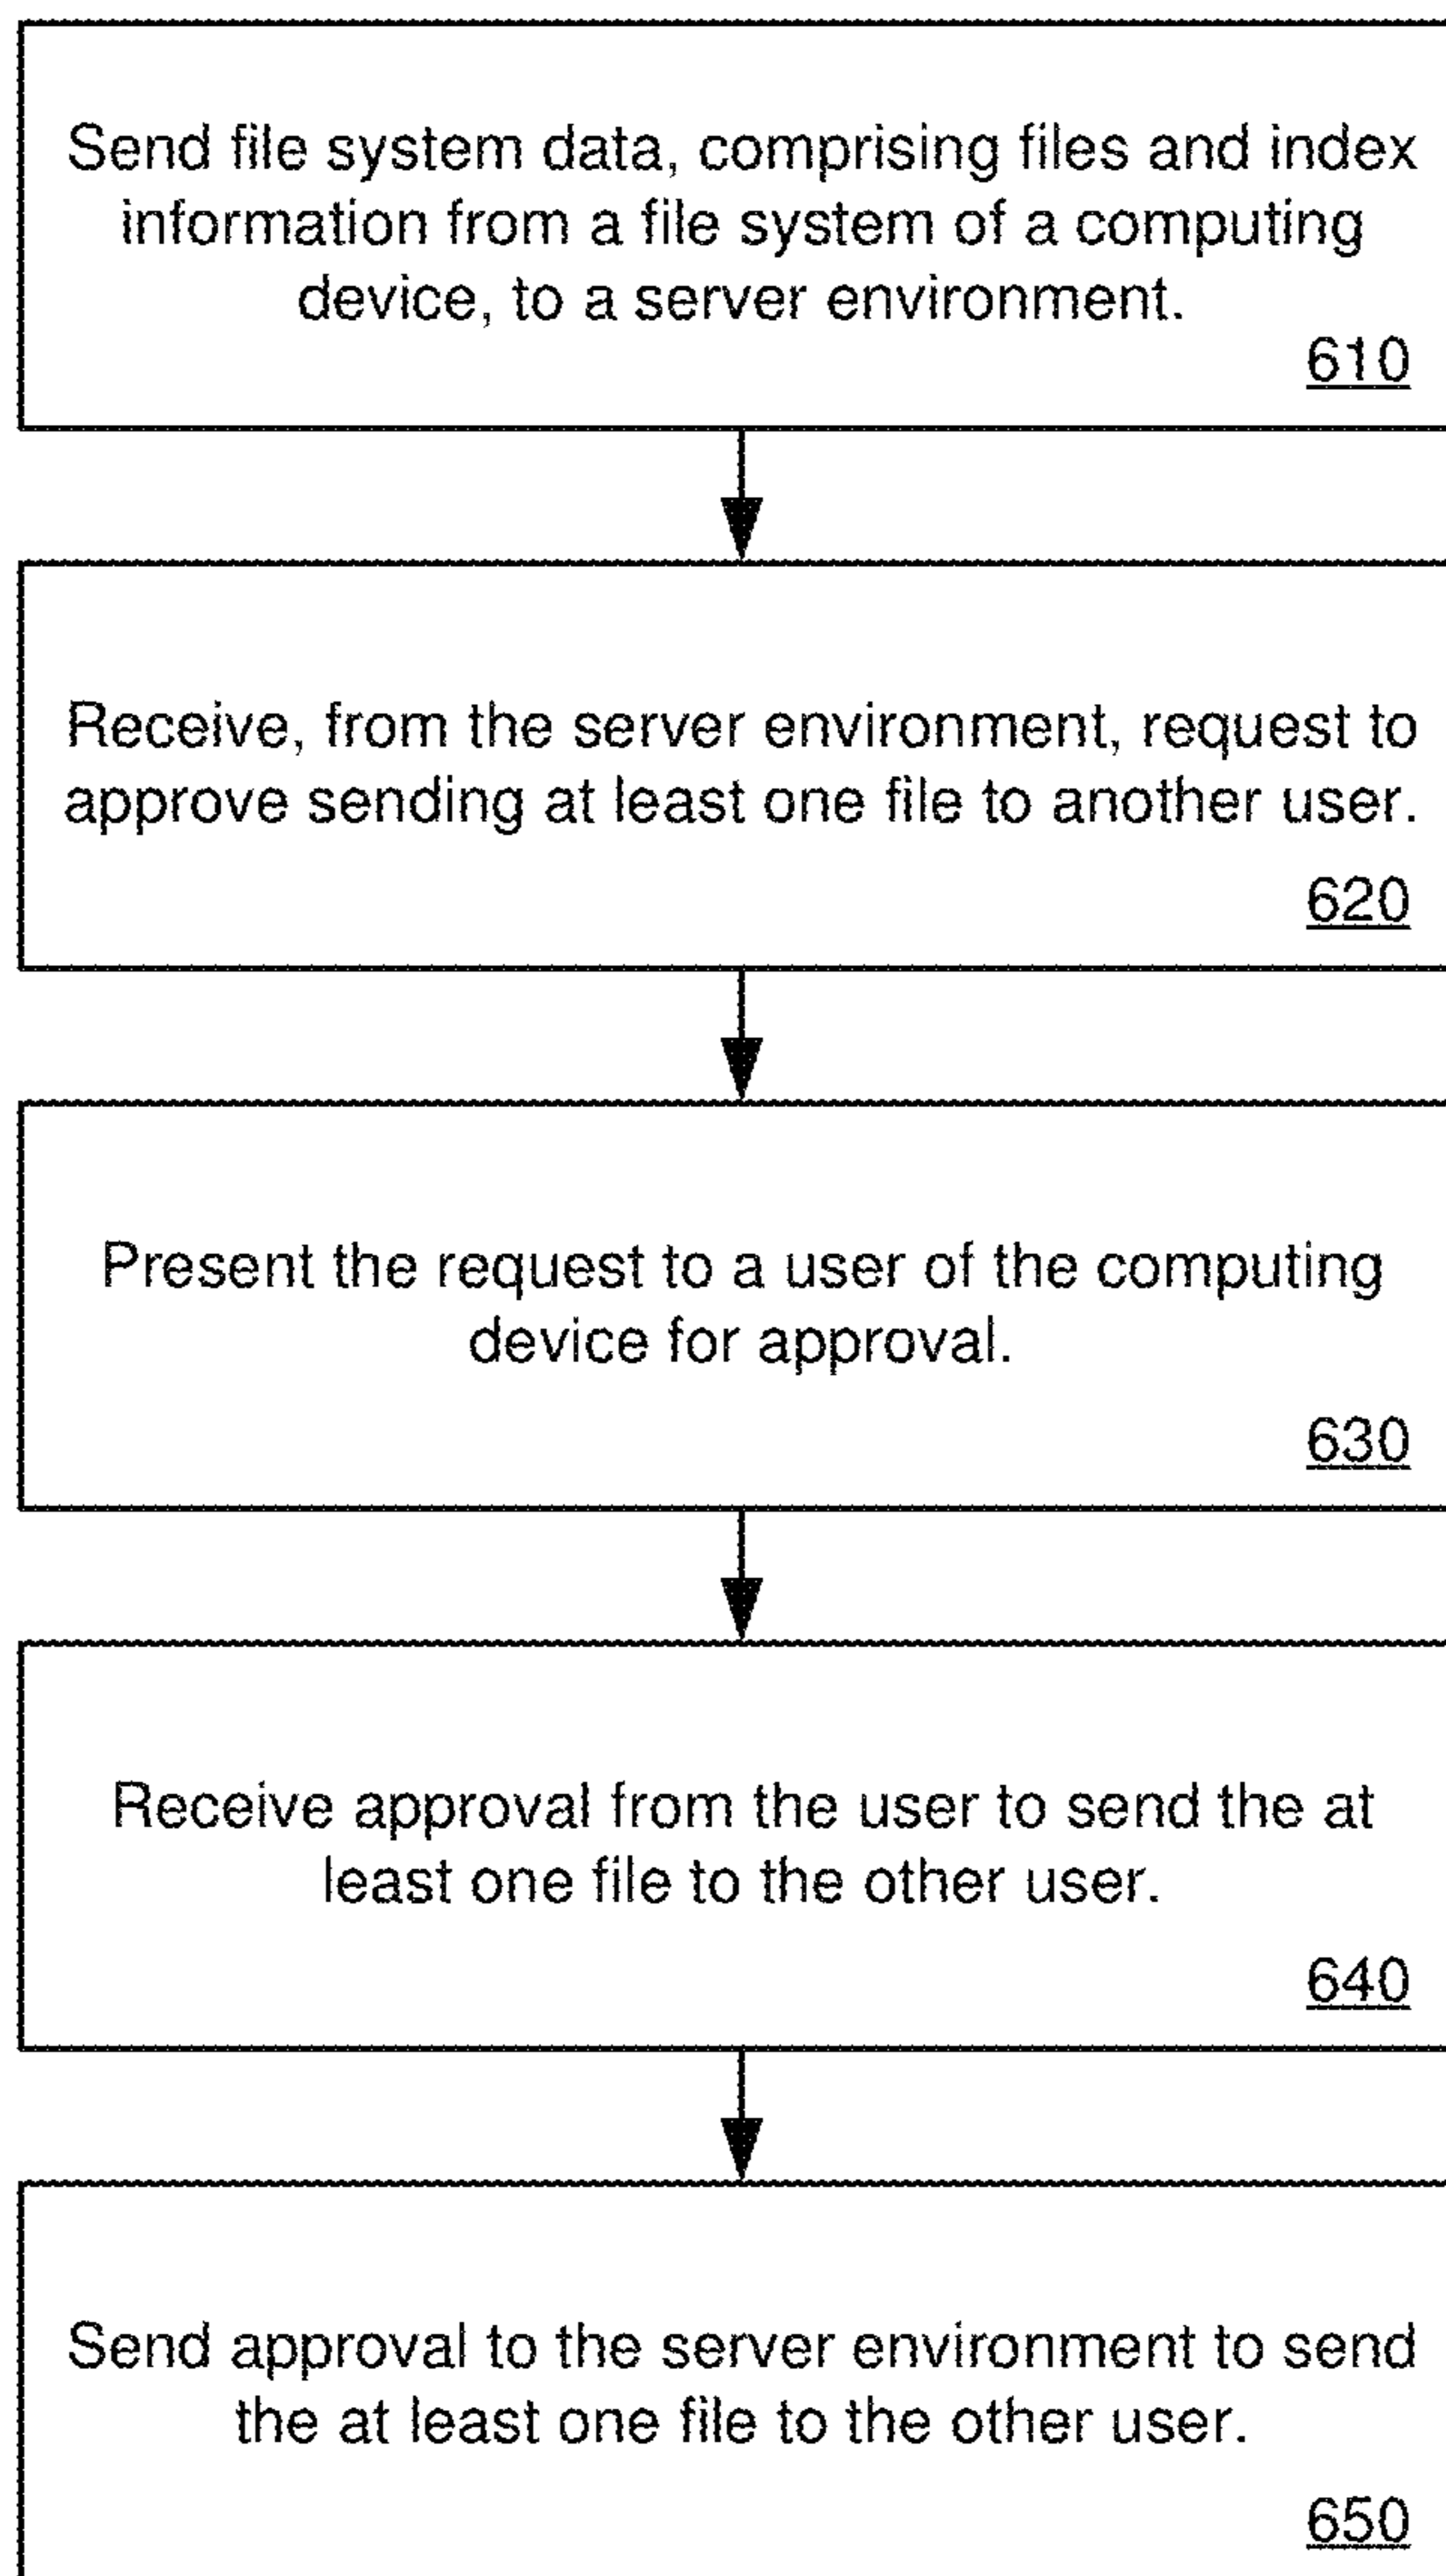 Send file system data, comprising files and index
information from a file system of a computing
device, to a server environment.
610
Receive, from the server environment, request to
approve sending at least one file to another user.
620
Present the request to a user of the computing
device for approval.
630
Receive approval from the user to send the at
least one file to the other user.
640
Send approval to the server environment to send
the at least one file to the other user.
650